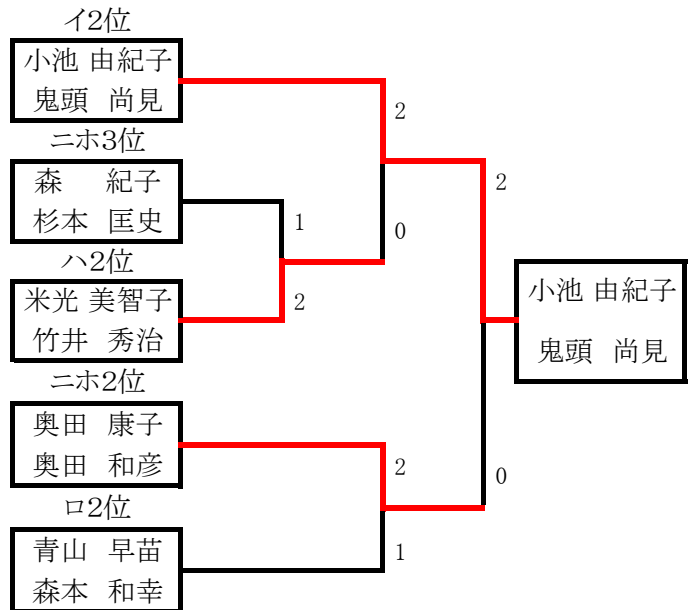 イ2位
小池 由紀子
鬼頭 尚見
2
ニホ3位
2
森 紀子
杉本 匡史
1
0
ハ2位
米光 美智子
2
小池 由紀子
竹井 秀治
鬼頭 尚見
ニホ2位
奥田 康子
奥田 和彦
2
0
ロ2位
青山 早苗
1
森本 和幸